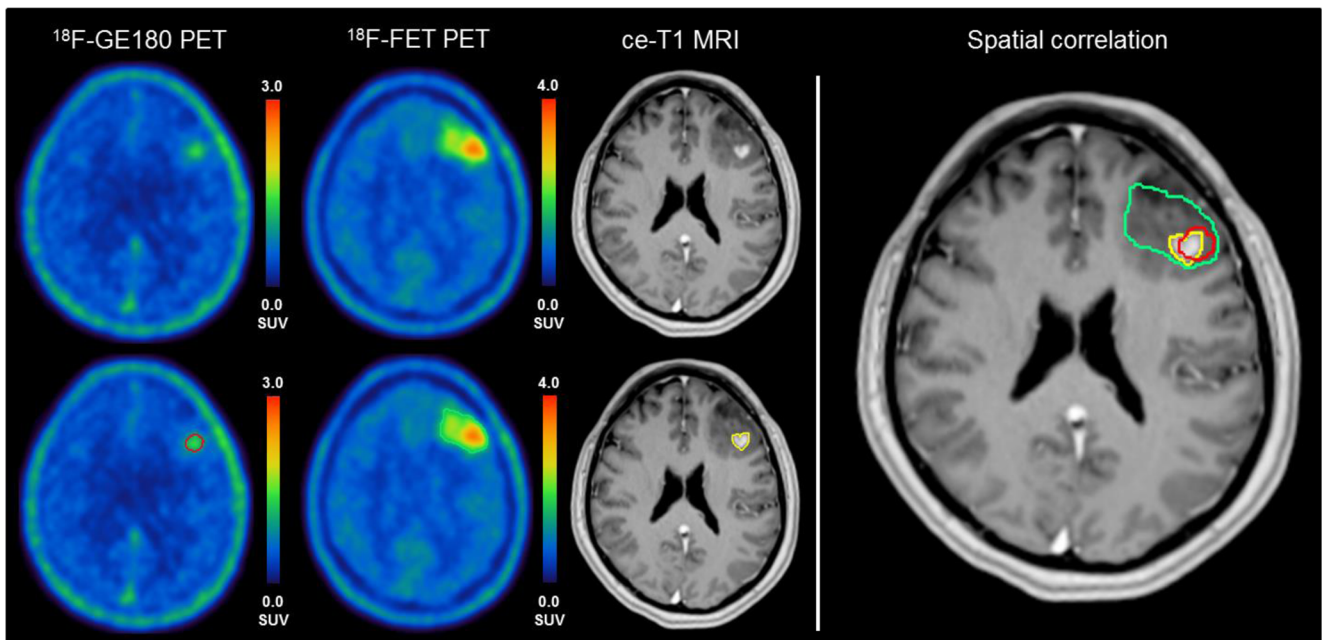 ¹⁸F-GE180 PET
¹⁸F-FET PET
ce-T1 MRI
Spatial correlation
3.0
4.0
0.0
SUV
0.0
SUV
3.0
4.0
0.0
SUV
0.0
SUV